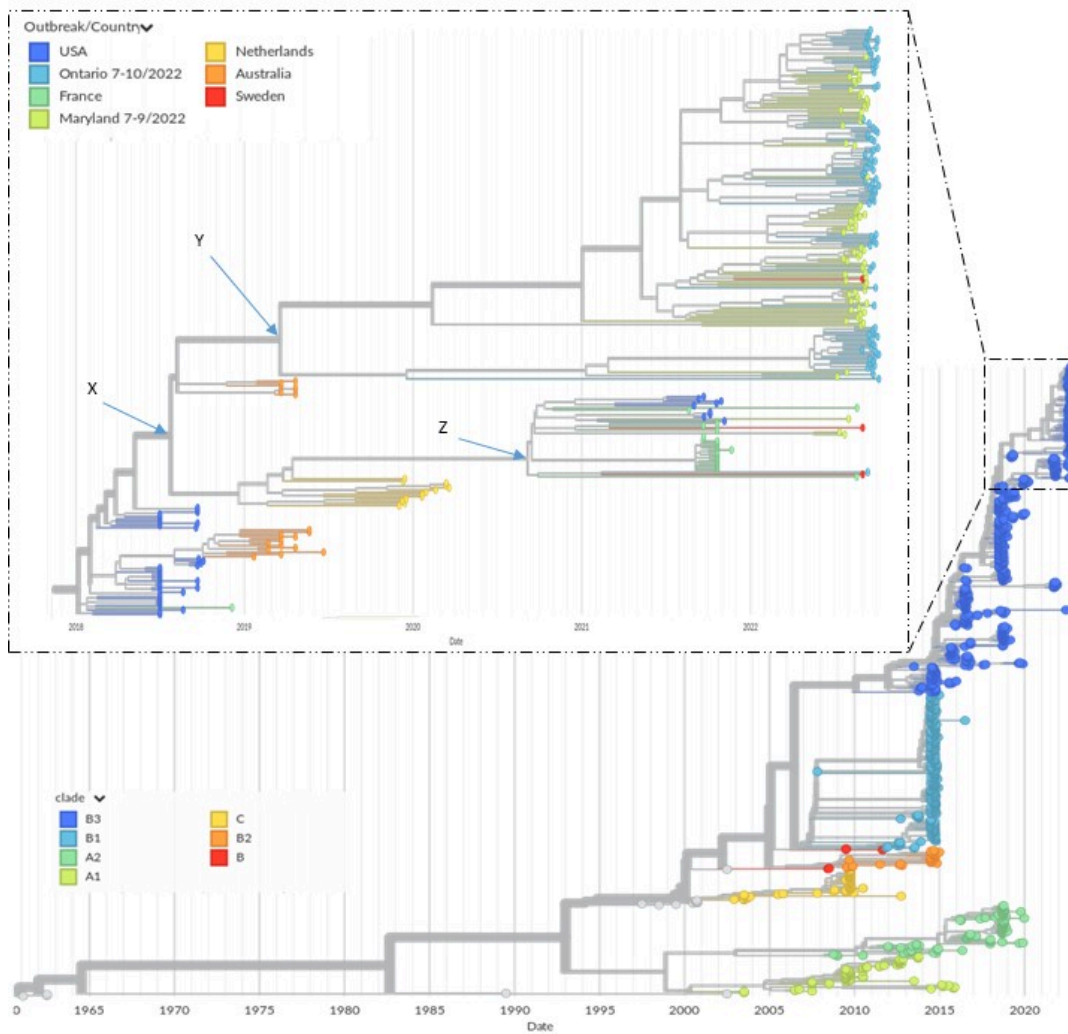 Outbreak/Country
USA Netherlands
Ontario 7-10/2022 Australia
France Sweden
Maryland 7-9/2022
Y
X
Z
2018 2019 2020 2021 2022
Date
clade
B3 C
B1 B2
A2 B
A1
0 1965 1970 1975 1980 1985 1990 1995 2000 2005 2010 2015 2020
Date